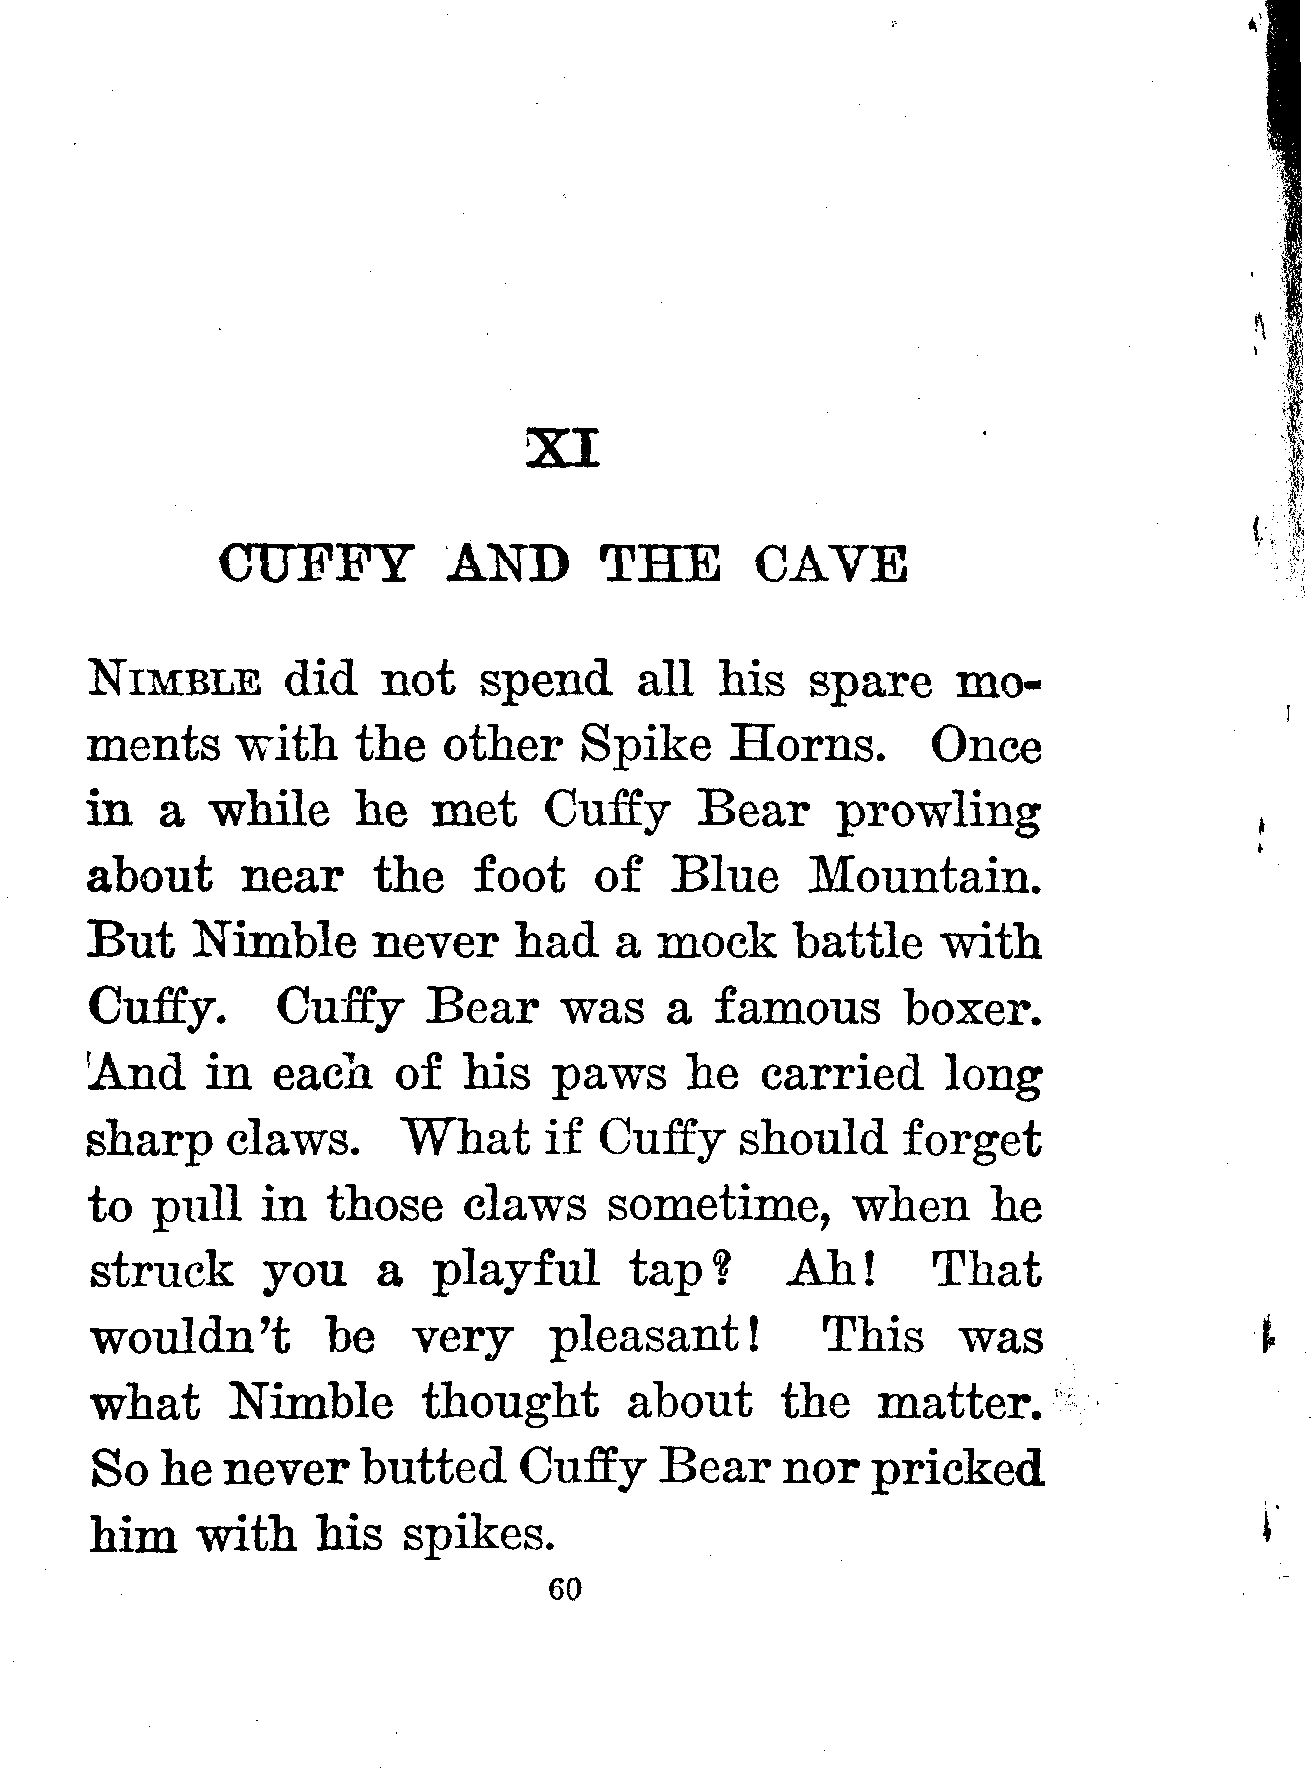 XI
CUFFY AND THE CAVE
NIMBLE did not spend all his spare mo-
ments with the other Spike Horns. Once
in a while he met Cuffy Bear prowling
about near the foot of Blue Mountain.
But Nimble never had a mock battle with
Cuffy. Cuffy Bear was a famous boxer.
And in each of his paws he carried long
sharp claws. What if Cuffy should forget
to pull in those claws sometime, when he
struck you a playful tap? Ah! That
wouldn't be very pleasant! This was
what Nimble thought about the matter.
So he never butted Cuffy Bear nor pricked
him with his spikes.
60